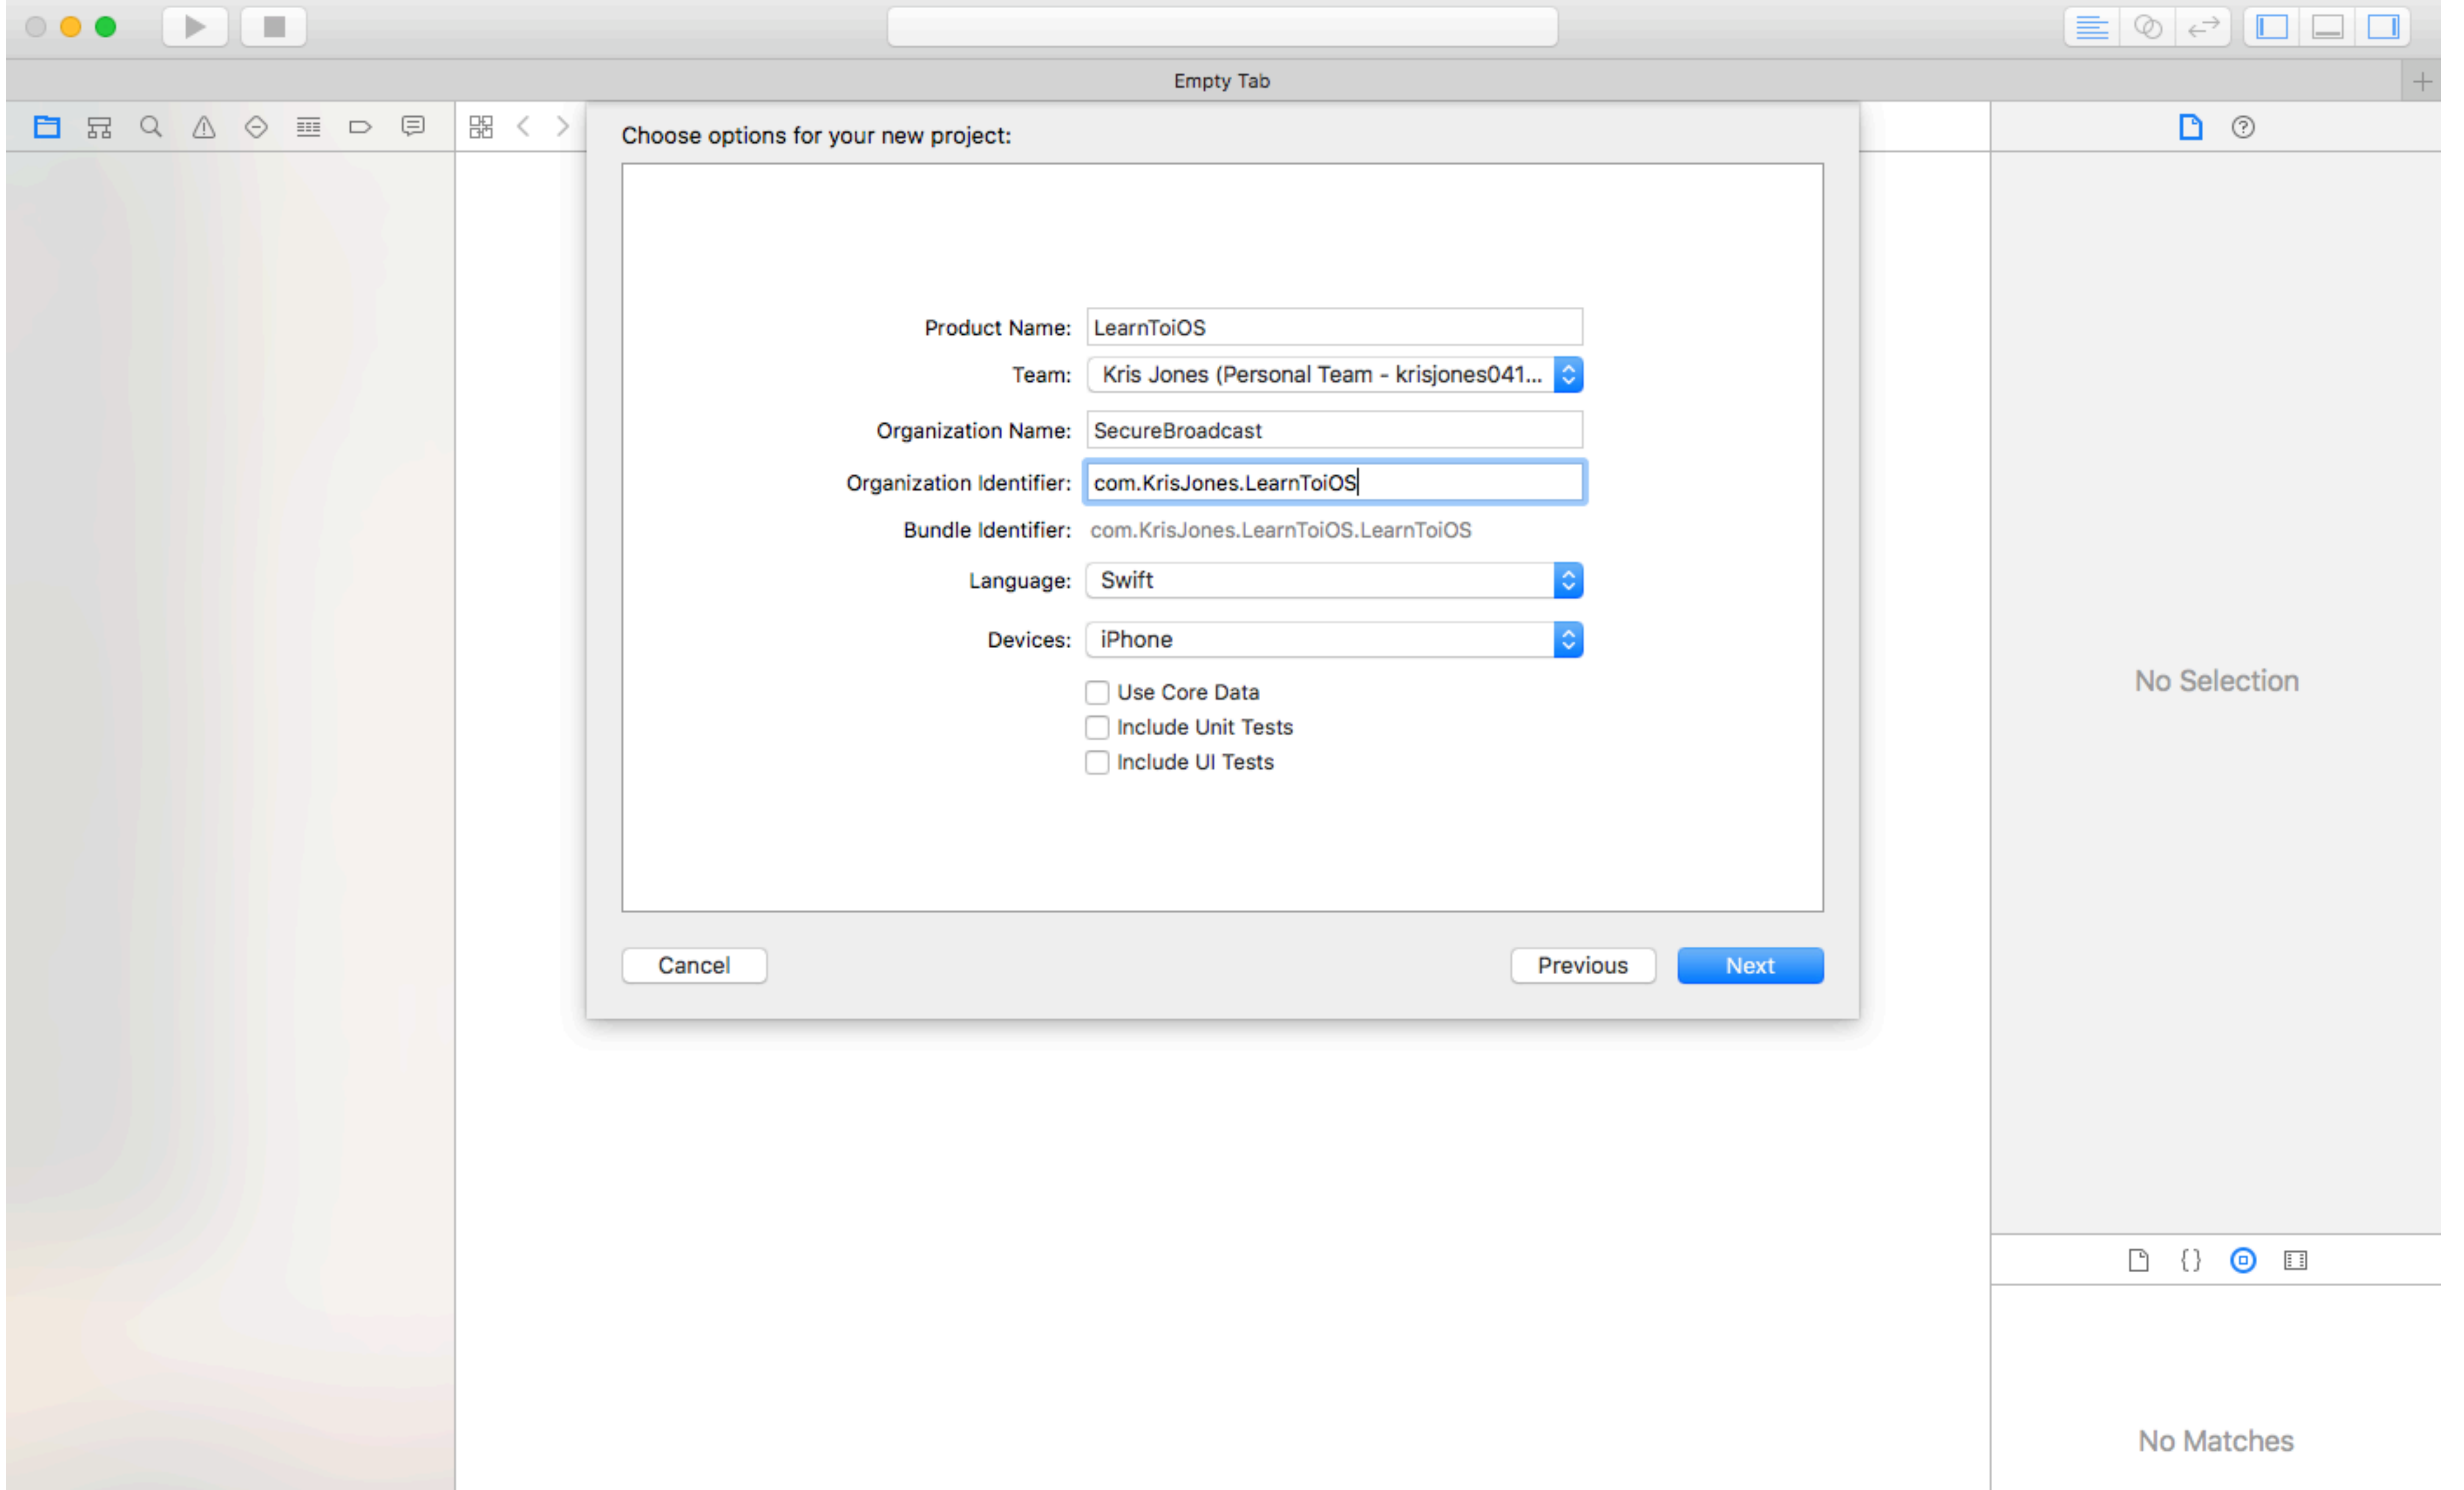 Empty Tab
Choose options for your new project:
Product Name: LearnToiOS
Team: Kris Jones (Personal Team - krisjones041...
Organization Name: SecureBroadcast
Organization Identifier: com.KrisJones.LearnToiOS
Bundle Identifier: com.KrisJones.LearnToiOS.LearnToiOS
Language: Swift
Devices: iPhone
Use Core Data
Include Unit Tests
Include UI Tests
Cancel Previous Next
No Selection
No Matches